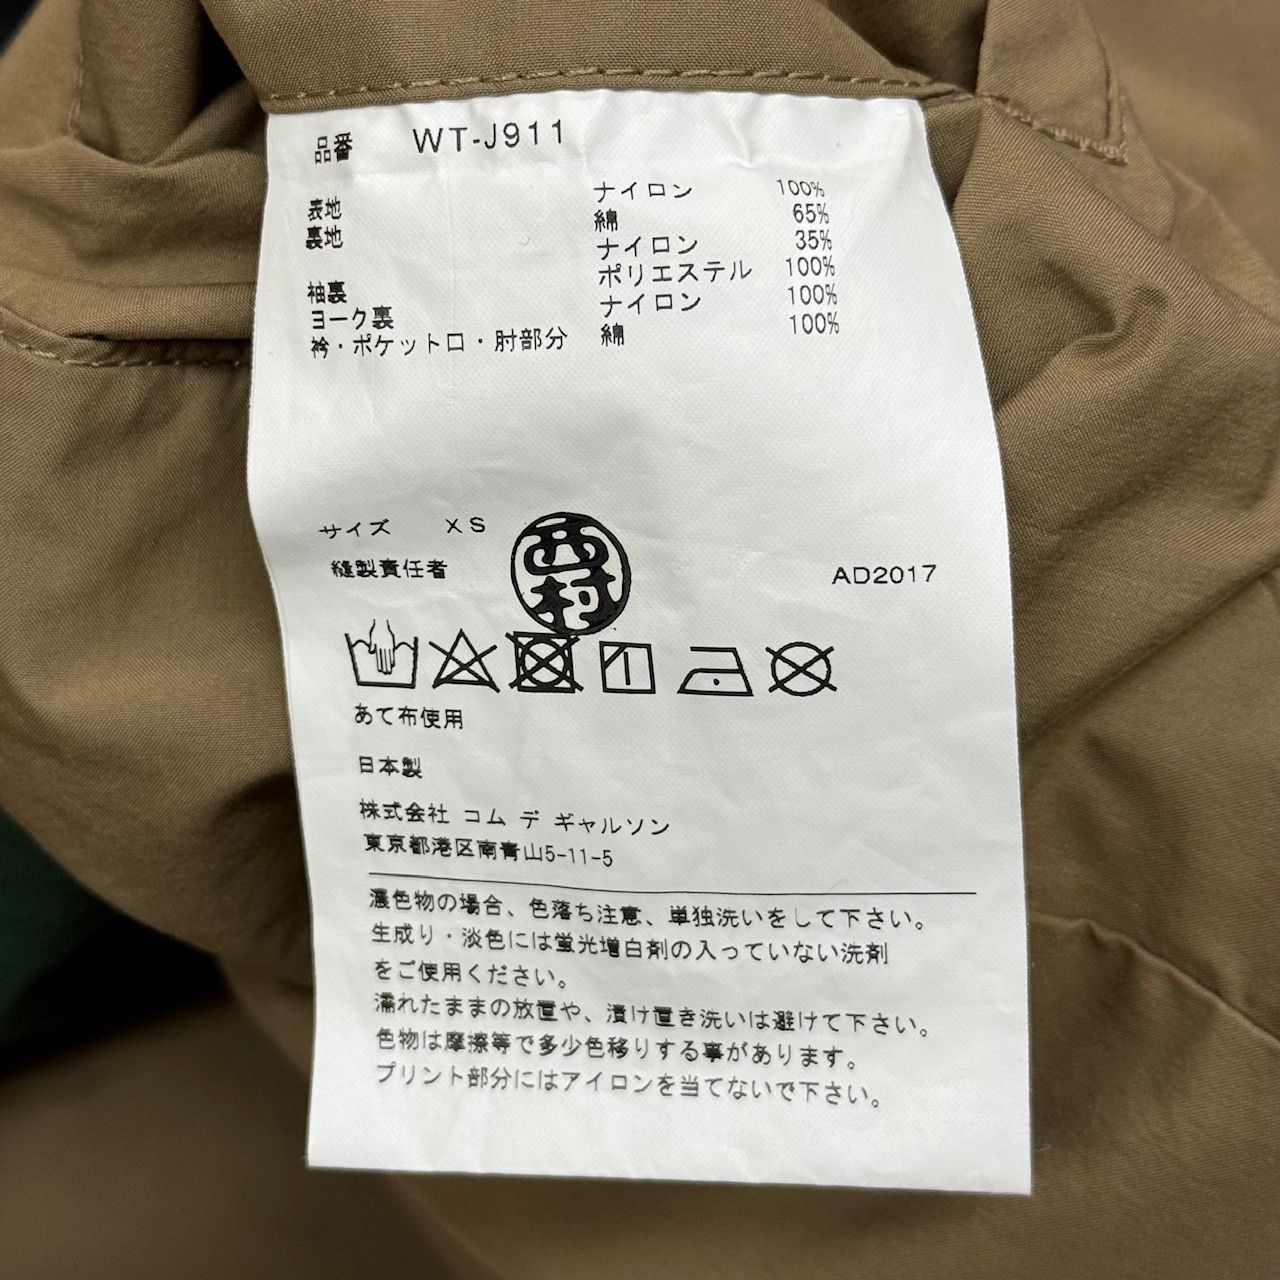 品番 WT-J911
表地 ナイロン 100%
裏地 綿 65%
ナイロン 35%
袖裏 ポリエステル 100%
ヨーク裏 ナイロン 100%
衿・ポケット口・肘部分 綿 100%
サイズ XS
西村
縫製責任者 AD2017
あて布使用
日本製
株式会社 コム デ ギャルソン
東京都港区南青山5-11-5
濃色物の場合、色落ち注意、単独洗いをして下さい。
生成り・淡色には蛍光増白剤の入っていない洗剤
をご使用ください。
濡れたままの放置や、漬け置き洗いは避けて下さい。
色物は摩擦等で多少色移りする事があります。
プリント部分にはアイロンを当てないで下さい。